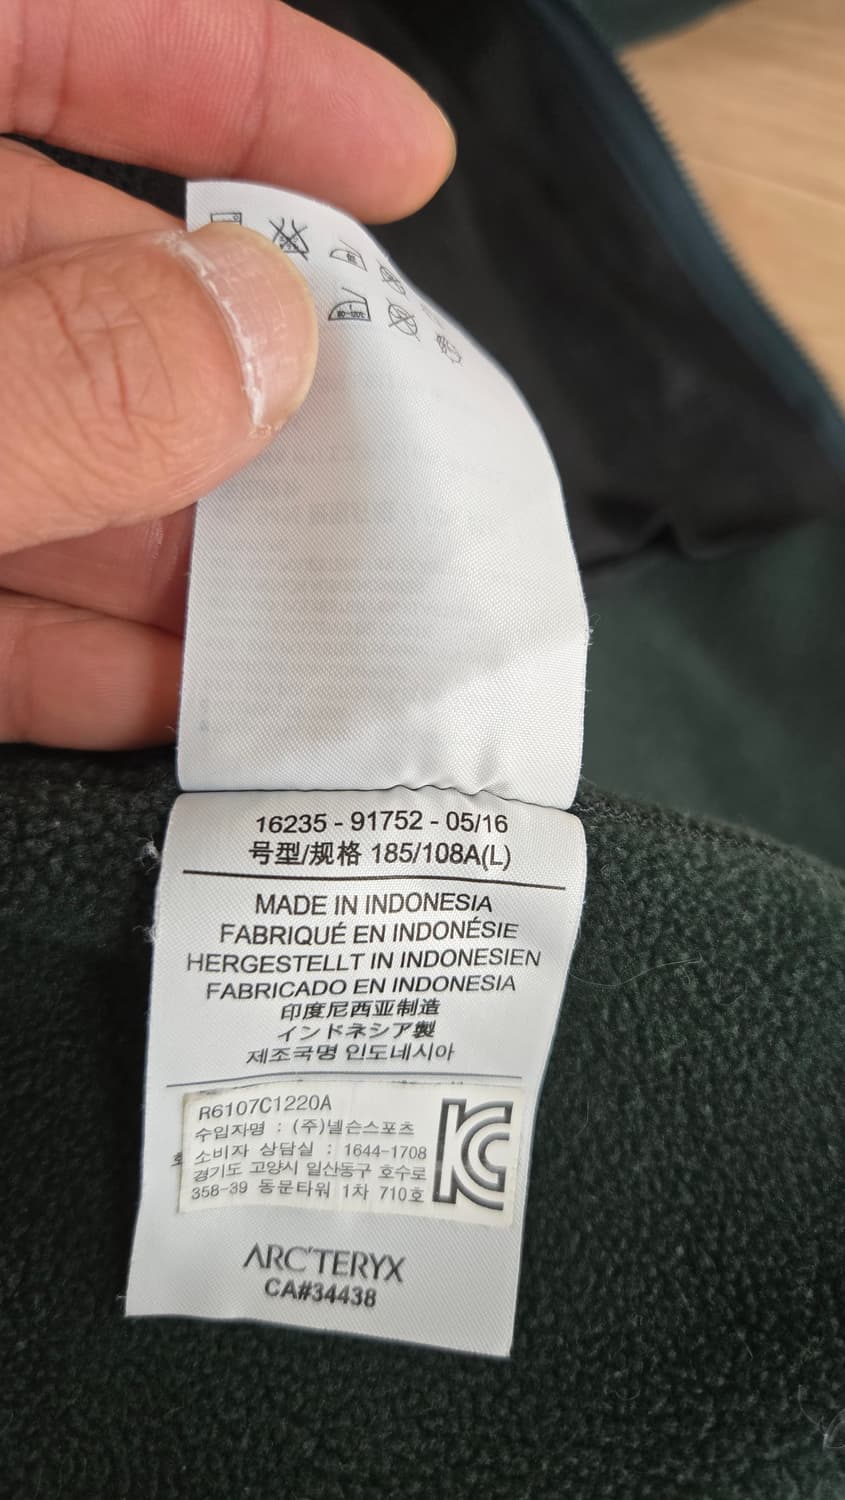 16235 - 91752 - 05/16
号型/规格 185/108A(L)
MADE IN INDONESIA
FABRIQUÉ EN INDONÉSIE
HERGESTELLT IN INDONESIEN
FABRICADO EN INDONESIA
印度尼西亚制造
インドネシア製
제조국명 인도네시아
R6107C1220A
수입자명 : (주)넬슨스포츠
소비자 상담실 : 1644-1708
경기도 고양시 일산동구 호수로
358-39 동문타워 1차 710호
ARC'TERYX
CA#34438